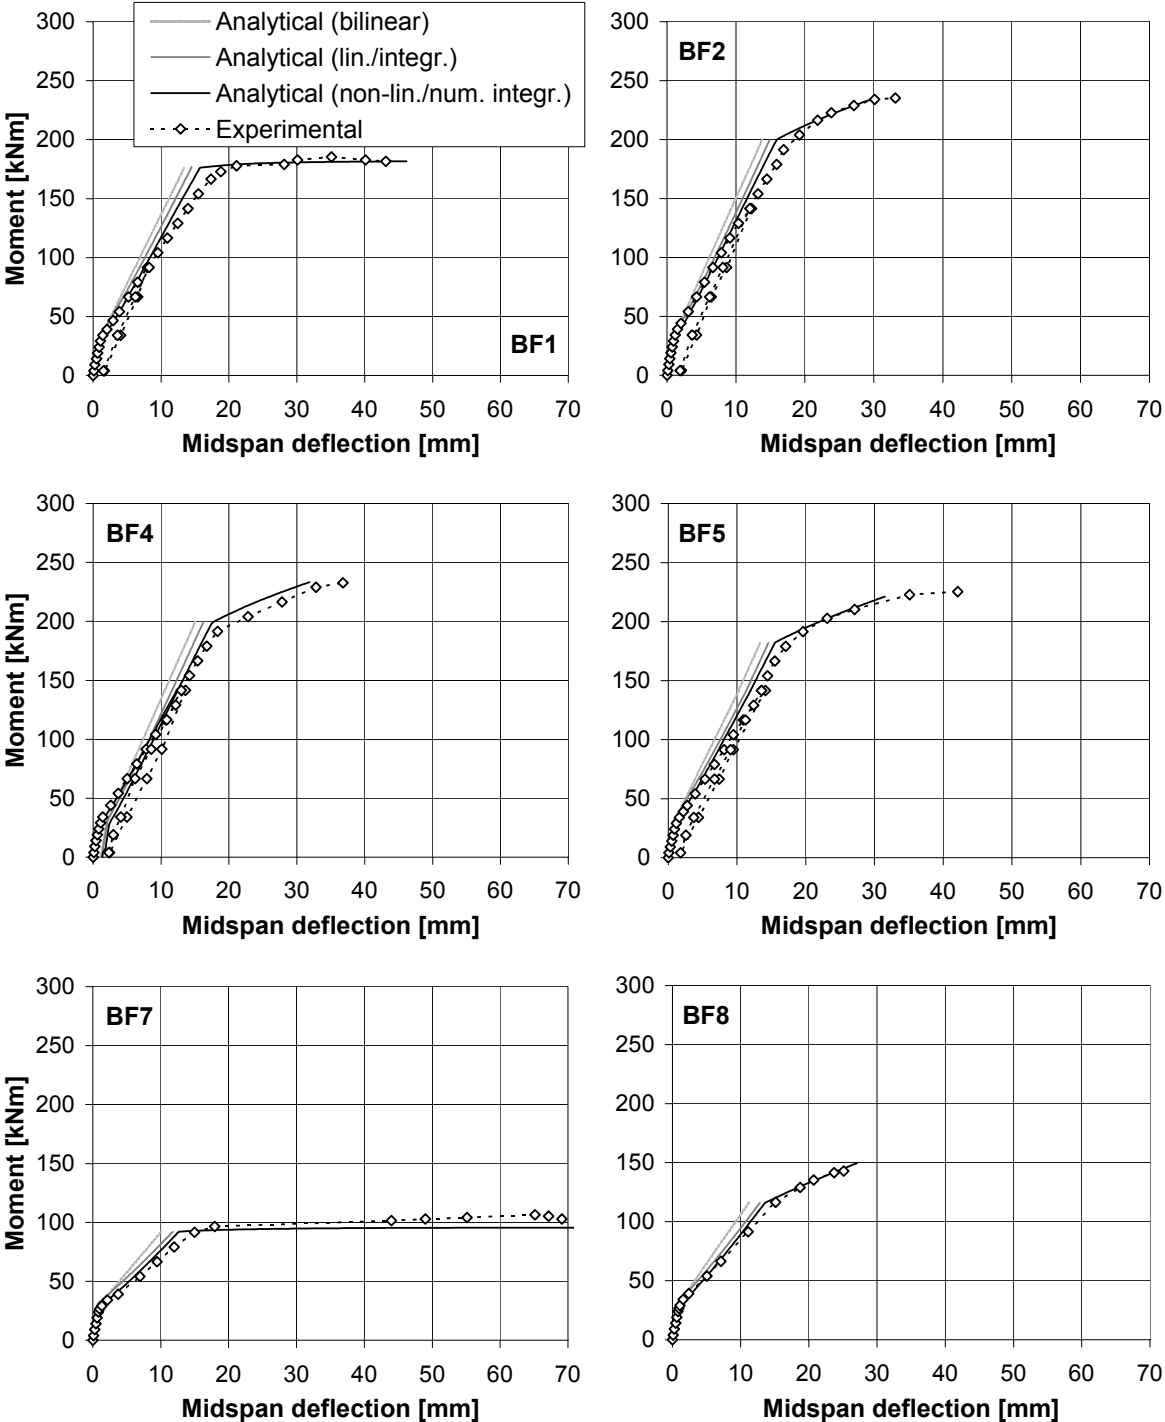 Analytical (bilinear)
Analytical (lin./integr.)
Analytical (non-lin./num. integr.)
Experimental
300
250
200
150
100
50
0
Moment [kNm]
BF1
0 10 20 30 40 50 60 70
Midspan deflection [mm]
300
250
200
150
100
50
0
BF2
0 10 20 30 40 50 60 70
Midspan deflection [mm]
300
250
200
150
100
50
0
Moment [kNm]
BF4
0 10 20 30 40 50 60 70
Midspan deflection [mm]
300
250
200
150
100
50
0
BF5
0 10 20 30 40 50 60 70
Midspan deflection [mm]
300
250
200
150
100
50
0
Moment [kNm]
BF7
0 10 20 30 40 50 60 70
Midspan deflection [mm]
300
250
200
150
100
50
0
BF8
0 10 20 30 40 50 60 70
Midspan deflection [mm]